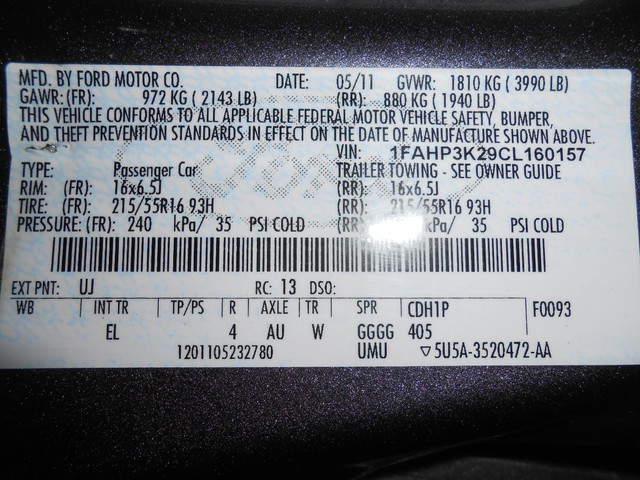 MFD. BY FORD MOTOR CO. DATE: 05/11 GVWR: 1810 KG ( 3990 LB)
GAWR: (FR): 972 KG ( 2143 LB) (RR): 880 KG ( 1940 LB)
THIS VEHICLE CONFORMS TO ALL APPLICABLE FEDERAL MOTOR VEHICLE SAFETY, BUMPER,
AND THEFT PREVENTION STANDARDS IN EFFECT ON THE DATE OF MANUFACTURE SHOWN ABOVE.
VIN: 1FAHP3K29CL160157
TYPE: Passenger Car TRAILER TOWING - SEE OWNER GUIDE
RIM: (FR): 16x6.5J (RR): 16x6.5J
TIRE: (FR): 215/55R16 93H (RR): 215/55R16 93H
PRESSURE: (FR): 240 kPa/ 35 PSI COLD (RR) kPa/ 35 PSI COLD
EXT PNT: UJ RC: 13 DSO:
WB INT TR TP/PS R AXLE TR SPR CDH1P F0093
EL 4 AU W GGGG 405
1201105232780 UMU ▽5U5A-3520472-AA